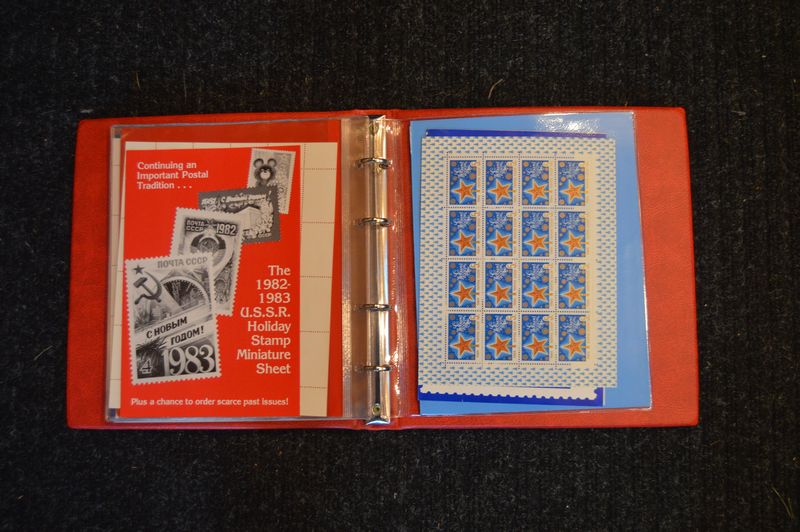 Continuing an
Important Postal
Tradition . . .
1982
ПОЧТА
СССР
ПОЧТА СССР
С НОВЫМ
ГОДОМ!
1983
4
The
1982-
1983
U.S.S.R.
Holiday
Stamp
Miniature
Sheet
Plus a chance to order scarce past issues!